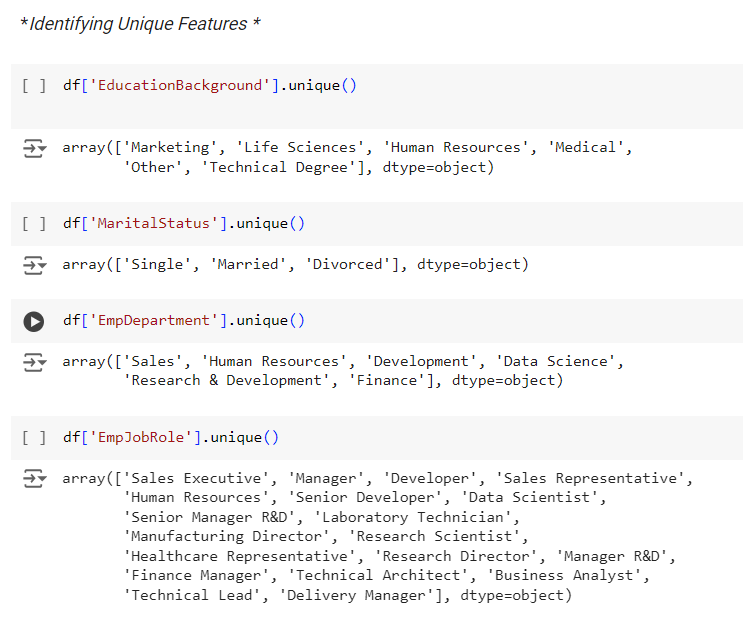 *Identifying Unique Features *
[ ] df['EducationBackground'].unique()
array(['Marketing', 'Life Sciences', 'Human Resources', 'Medical',
'Other', 'Technical Degree'], dtype=object)
[ ] df['MaritalStatus'].unique()
array(['Single', 'Married', 'Divorced'], dtype=object)
df['EmpDepartment'].unique()
array(['Sales', 'Human Resources', 'Development', 'Data Science',
'Research & Development', 'Finance'], dtype=object)
[ ] df['EmpJobRole'].unique()
array(['Sales Executive', 'Manager', 'Developer', 'Sales Representative',
'Human Resources', 'Senior Developer', 'Data Scientist',
'Senior Manager R&D', 'Laboratory Technician',
'Manufacturing Director', 'Research Scientist',
'Healthcare Representative', 'Research Director', 'Manager R&D',
'Finance Manager', 'Technical Architect', 'Business Analyst',
'Technical Lead', 'Delivery Manager'], dtype=object)